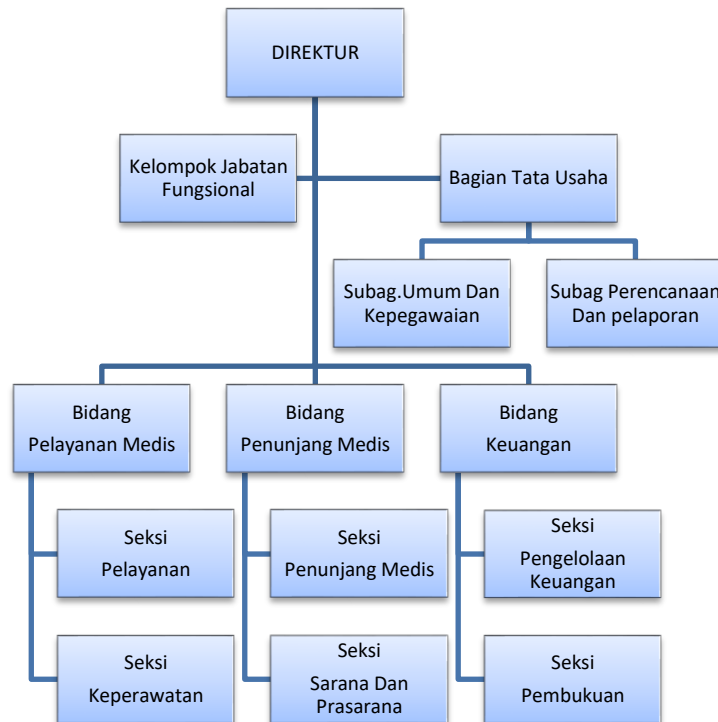 DIREKTUR
Kelompok Jabatan
Fungsional
Bagian Tata Usaha
Subag.Umum Dan
Kepegawaian
Subag Perencanaan
Dan pelaporan
Bidang
Pelayanan Medis
Bidang
Penunjang Medis
Bidang
Keuangan
Seksi
Pelayanan
Seksi
Penunjang Medis
Seksi
Pengelolaan
Keuangan
Seksi
Keperawatan
Seksi
Sarana Dan
Prasarana
Seksi
Pembukuan